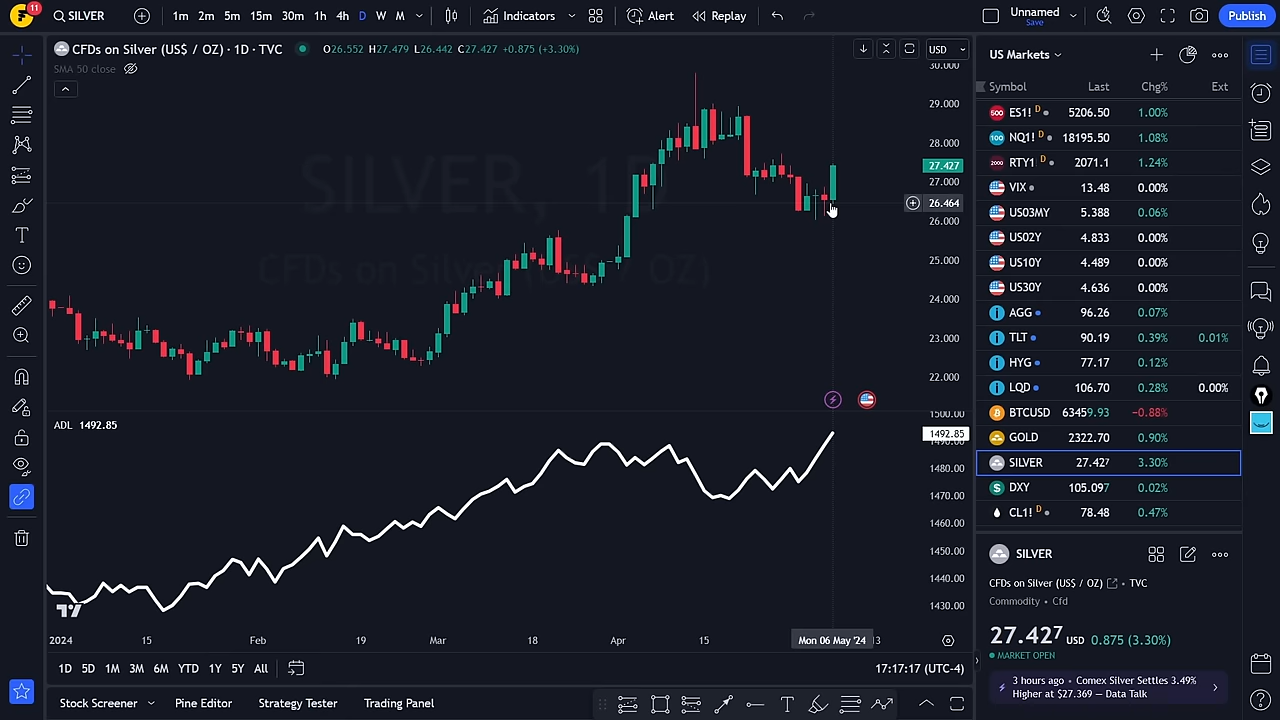 11
SILVER
1m 2m 5m 15m 30m 1h 4h D W M
Indicators
Alert
Replay
Unnamed
Save
Publish
CFDs on Silver (US$ / OZ) · 1D · TVC
O26.552 H27.479 L26.442 C27.427 +0.875 (+3.30%)
USD
SMA 50 close
SILVER, 1D
CFDs on Silver (US$ / OZ)
30.000
29.000
28.000
27.427
27.000
26.464
26.000
25.000
24.000
23.000
22.000
ADL 1492.85
1500.00
1492.85
1480.00
1470.00
1460.00
1450.00
1440.00
1430.00
2024 15 Feb 19 Mar 18 Apr 15 Mon 06 May '24 13
1D 5D 1M 3M 6M YTD 1Y 5Y All
17:17:17 (UTC-4)
Stock Screener
Pine Editor
Strategy Tester
Trading Panel
US Markets
Symbol Last Chg% Ext
ES1! D 5206.50 1.00%
NQ1! D 18195.50 1.08%
RTY1! D 2071.1 1.24%
VIX 13.48 0.00%
US03MY 5.388 0.06%
US02Y 4.833 0.00%
US10Y 4.489 0.00%
US30Y 4.636 0.00%
AGG 96.26 0.07%
TLT 90.19 0.39% 0.01%
HYG 77.17 0.12%
LQD 106.70 0.28% 0.00%
BTCUSD 63459.93 −0.88%
GOLD 2322.70 0.90%
SILVER 27.427 3.30%
DXY 105.097 0.02%
CL1! D 78.48 0.47%
SILVER
CFDs on Silver (US$ / OZ) • TVC
Commodity • Cfd
27.427 USD 0.875 (3.30%)
MARKET OPEN
3 hours ago • Comex Silver Settles 3.49%
Higher at $27.369 — Data Talk